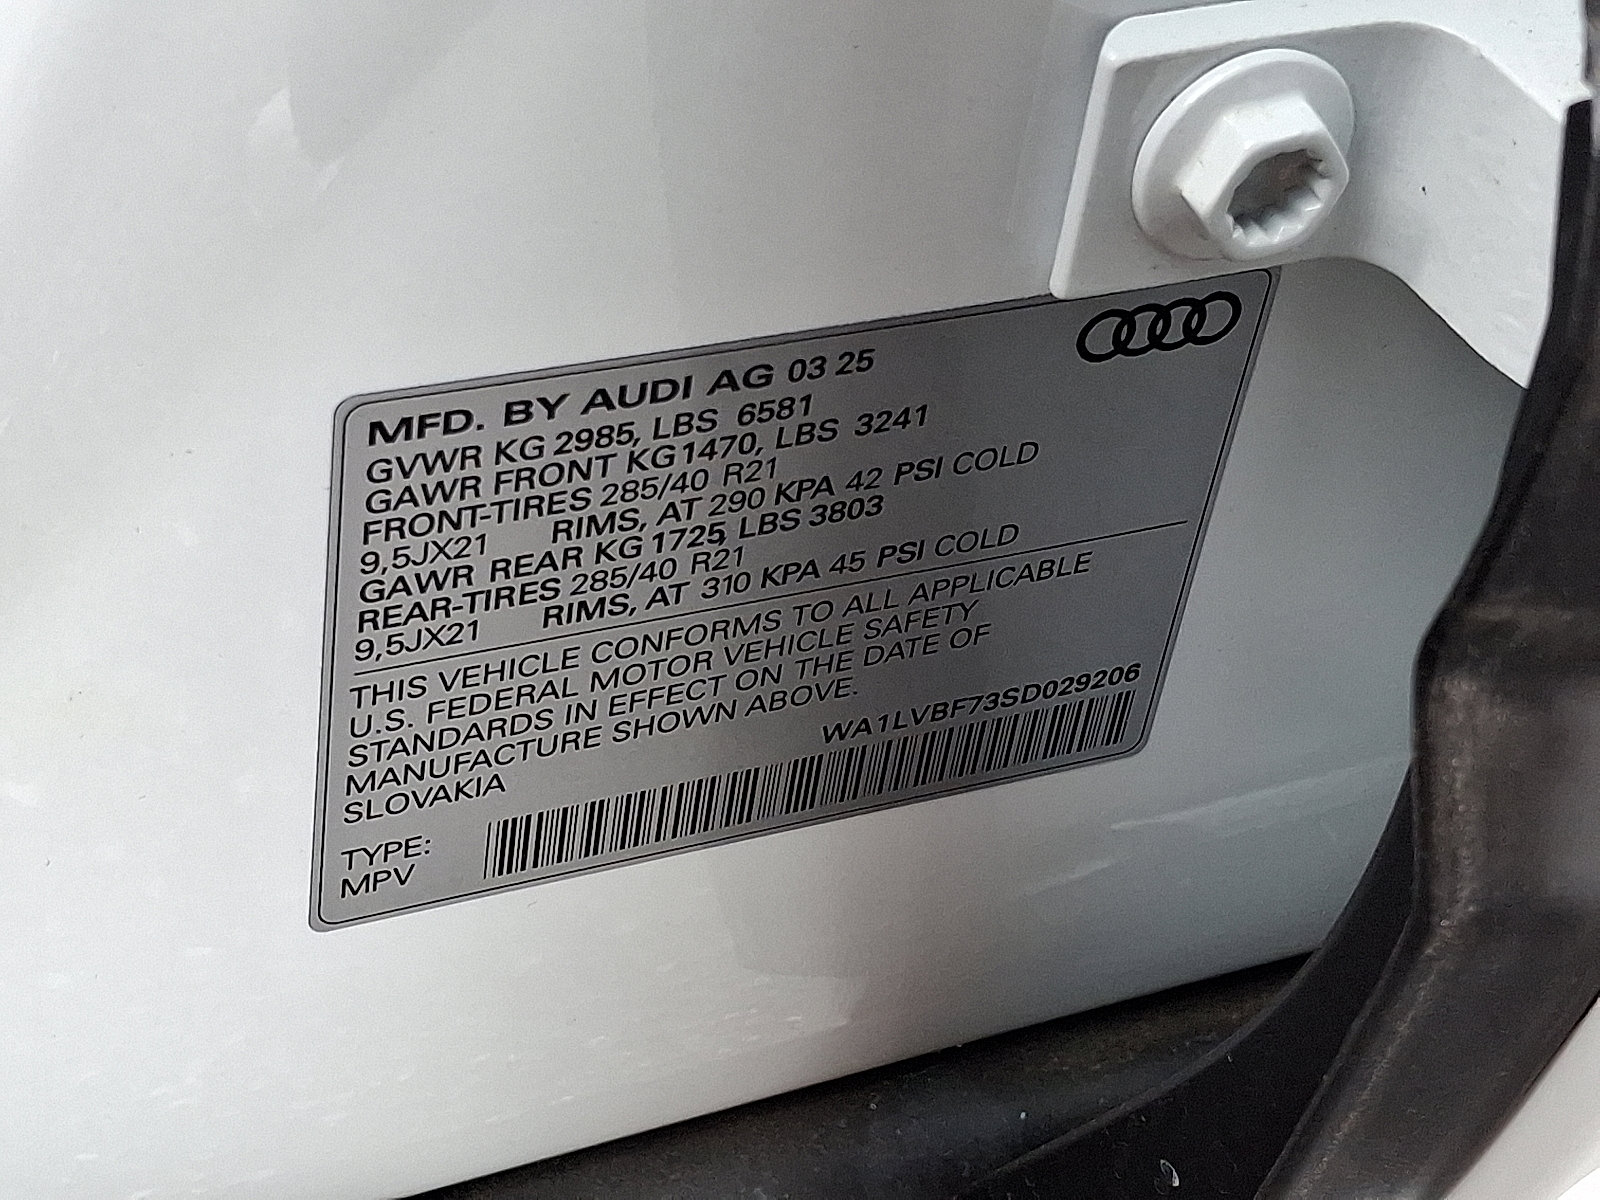 MFD. BY AUDI AG 03 25
GVWR KG 2985, LBS 6581
GAWR FRONT KG 1470, LBS 3241
FRONT-TIRES 285/40 R21
9,5JX21 RIMS, AT 290 KPA 42 PSI COLD
GAWR REAR KG 1725, LBS 3803
REAR-TIRES 285/40 R21
9,5JX21 RIMS, AT 310 KPA 45 PSI COLD
THIS VEHICLE CONFORMS TO ALL APPLICABLE
U.S. FEDERAL MOTOR VEHICLE SAFETY
STANDARDS IN EFFECT ON THE DATE OF
MANUFACTURE SHOWN ABOVE.
SLOVAKIA
WA1LVBF73SD029206
TYPE:
MPV